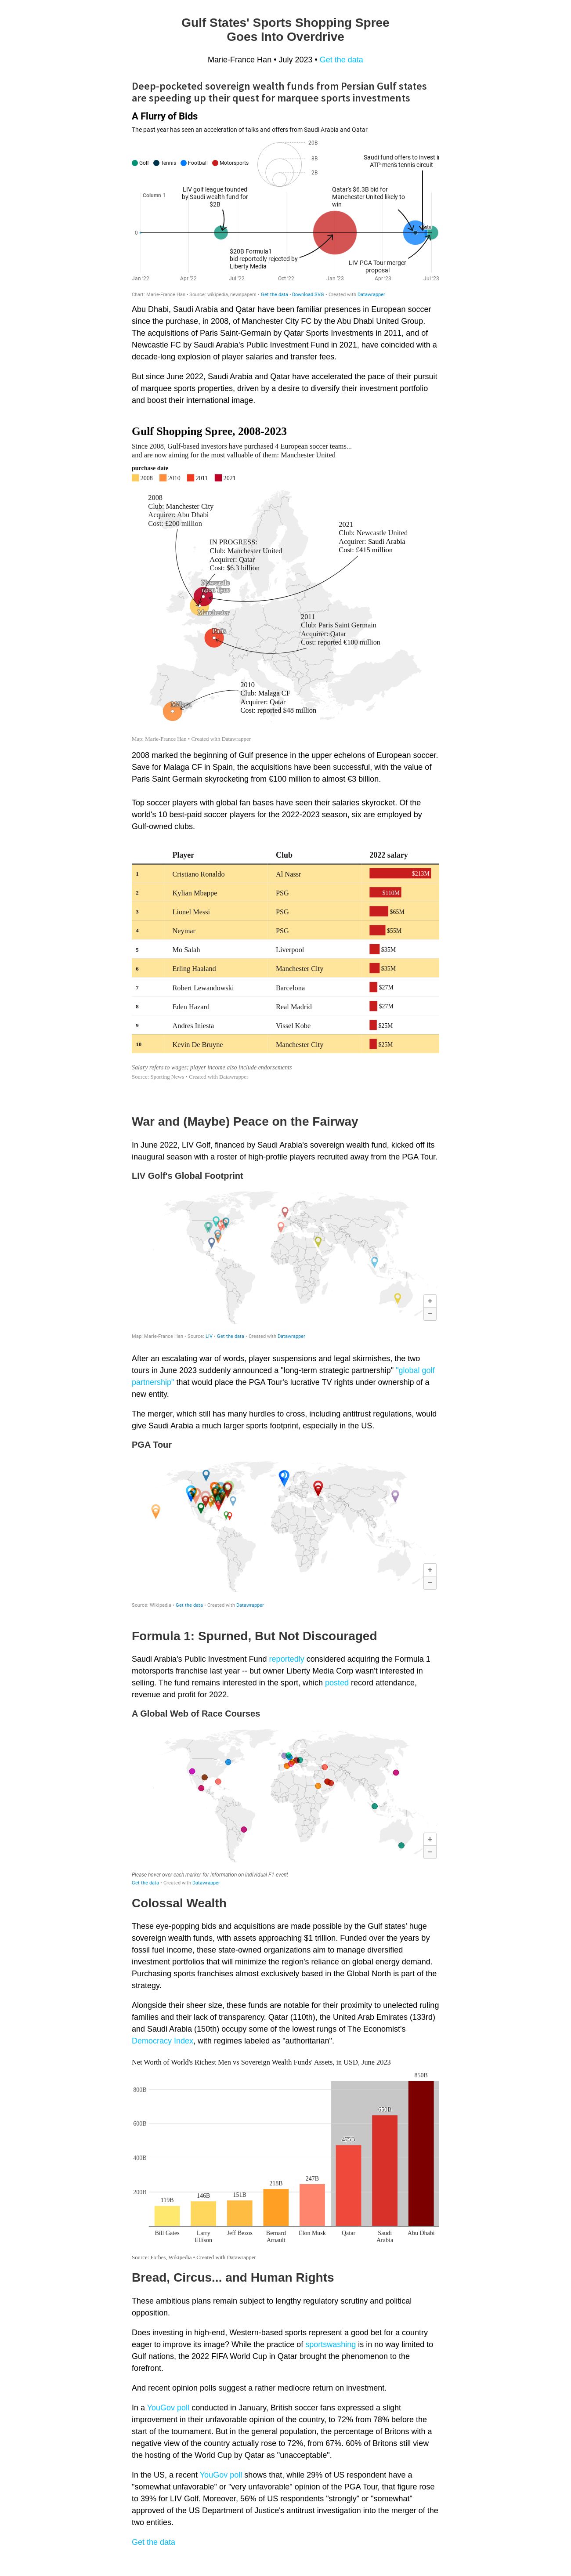 Gulf States' Sports Shopping Spree
Goes Into Overdrive
Marie-France Han • July 2023 • Get the data
Deep-pocketed sovereign wealth funds from Persian Gulf states
are speeding up their quest for marquee sports investments
A Flurry of Bids
The past year has seen an acceleration of talks and offers from Saudi Arabia and Qatar
Golf Tennis Football Motorsports
20B
8B
2B
Saudi fund offers to invest i
ATP men's tennis circuit
Column 1
LIV golf league founded
by Saudi wealth fund for
$2B
Qatar's $6.3B bid for
Manchester United likely to
win
0
$20B Formula1
bid reportedly rejected by
Liberty Media
LIV-PGA Tour merger
proposal
Jan '22 Apr '22 Jul '22 Oct '22 Jan '23 Apr '23 Jul '23
Chart: Marie-France Han • Source: wikipedia, newspapers • Get the data • Download SVG • Created with Datawrapper
Abu Dhabi, Saudi Arabia and Qatar have been familiar presences in European soccer
since the purchase, in 2008, of Manchester City FC by the Abu Dhabi United Group.
The acquisitions of Paris Saint-Germain by Qatar Sports Investments in 2011, and of
Newcastle FC by Saudi Arabia's Public Investment Fund in 2021, have coincided with a
decade-long explosion of player salaries and transfer fees.
But since June 2022, Saudi Arabia and Qatar have accelerated the pace of their pursuit
of marquee sports properties, driven by a desire to diversify their investment portfolio
and boost their international image.
Gulf Shopping Spree, 2008-2023
Since 2008, Gulf-based investors have purchased 4 European soccer teams...
and are now aiming for the most valluable of them: Manchester United
purchase date
2008 2010 2011 2021
2008
Club: Manchester City
Acquirer: Abu Dhabi
Cost: £200 million
2021
Club: Newcastle United
Acquirer: Saudi Arabia
Cost: £415 million
IN PROGRESS:
Club: Manchester United
Acquirer: Qatar
Cost: $6.3 billion
Newcastle
upon Tyne
Manchester
2011
Club: Paris Saint Germain
Acquirer: Qatar
Cost: reported €100 million
Paris
2010
Club: Malaga CF
Acquirer: Qatar
Cost: reported $48 million
Map: Marie-France Han • Created with Datawrapper
2008 marked the beginning of Gulf presence in the upper echelons of European soccer.
Save for Malaga CF in Spain, the acquisitions have been successful, with the value of
Paris Saint Germain skyrocketing from €100 million to almost €3 billion.
Top soccer players with global fan bases have seen their salaries skyrocket. Of the
world's 10 best-paid soccer players for the 2022-2023 season, six are employed by
Gulf-owned clubs.
Player Club 2022 salary
1 Cristiano Ronaldo Al Nassr $213M
2 Kylian Mbappe PSG $110M
3 Lionel Messi PSG $65M
4 Neymar PSG $55M
5 Mo Salah Liverpool $35M
6 Erling Haaland Manchester City $35M
7 Robert Lewandowski Barcelona $27M
8 Eden Hazard Real Madrid $27M
9 Andres Iniesta Vissel Kobe $25M
10 Kevin De Bruyne Manchester City $25M
Salary refers to wages; player income also include endorsements
Source: Sporting News • Created with Datawrapper
War and (Maybe) Peace on the Fairway
In June 2022, LIV Golf, financed by Saudi Arabia's sovereign wealth fund, kicked off its
inaugural season with a roster of high-profile players recruited away from the PGA Tour.
LIV Golf's Global Footprint
+
−
Map: Marie-France Han • Source: LIV • Get the data • Created with Datawrapper
After an escalating war of words, player suspensions and legal skirmishes, the two
tours in June 2023 suddenly announced a "long-term strategic partnership" "global golf
partnership" that would place the PGA Tour's lucrative TV rights under ownership of a
new entity.
The merger, which still has many hurdles to cross, including antitrust regulations, would
give Saudi Arabia a much larger sports footprint, especially in the US.
PGA Tour
+
−
Source: Wikipedia • Get the data • Created with Datawrapper
Formula 1: Spurned, But Not Discouraged
Saudi Arabia's Public Investment Fund reportedly considered acquiring the Formula 1
motorsports franchise last year -- but owner Liberty Media Corp wasn't interested in
selling. The fund remains interested in the sport, which posted record attendance,
revenue and profit for 2022.
A Global Web of Race Courses
+
−
Please hover over each marker for information on individual F1 event
Get the data • Created with Datawrapper
Colossal Wealth
These eye-popping bids and acquisitions are made possible by the Gulf states' huge
sovereign wealth funds, with assets approaching $1 trillion. Funded over the years by
fossil fuel income, these state-owned organizations aim to manage diversified
investment portfolios that will minimize the region's reliance on global energy demand.
Purchasing sports franchises almost exclusively based in the Global North is part of the
strategy.
Alongside their sheer size, these funds are notable for their proximity to unelected ruling
families and their lack of transparency. Qatar (110th), the United Arab Emirates (133rd)
and Saudi Arabia (150th) occupy some of the lowest rungs of The Economist's
Democracy Index, with regimes labeled as "authoritarian".
Net Worth of World's Richest Men vs Sovereign Wealth Funds' Assets, in USD, June 2023
850B
800B
650B
600B
475B
400B
247B
218B
200B
151B
146B
119B
Bill Gates Larry Ellison Jeff Bezos Bernard Arnault Elon Musk Qatar Saudi Arabia Abu Dhabi
Source: Forbes, Wikipedia • Created with Datawrapper
Bread, Circus... and Human Rights
These ambitious plans remain subject to lengthy regulatory scrutiny and political
opposition.
Does investing in high-end, Western-based sports represent a good bet for a country
eager to improve its image? While the practice of sportswashing is in no way limited to
Gulf nations, the 2022 FIFA World Cup in Qatar brought the phenomenon to the
forefront.
And recent opinion polls suggest a rather mediocre return on investment.
In a YouGov poll conducted in January, British soccer fans expressed a slight
improvement in their unfavorable opinion of the country, to 72% from 78% before the
start of the tournament. But in the general population, the percentage of Britons with a
negative view of the country actually rose to 72%, from 67%. 60% of Britons still view
the hosting of the World Cup by Qatar as "unacceptable".
In the US, a recent YouGov poll shows that, while 29% of US respondent have a
"somewhat unfavorable" or "very unfavorable" opinion of the PGA Tour, that figure rose
to 39% for LIV Golf. Moreover, 56% of US respondents "strongly" or "somewhat"
approved of the US Department of Justice's antitrust investigation into the merger of the
two entities.
Get the data